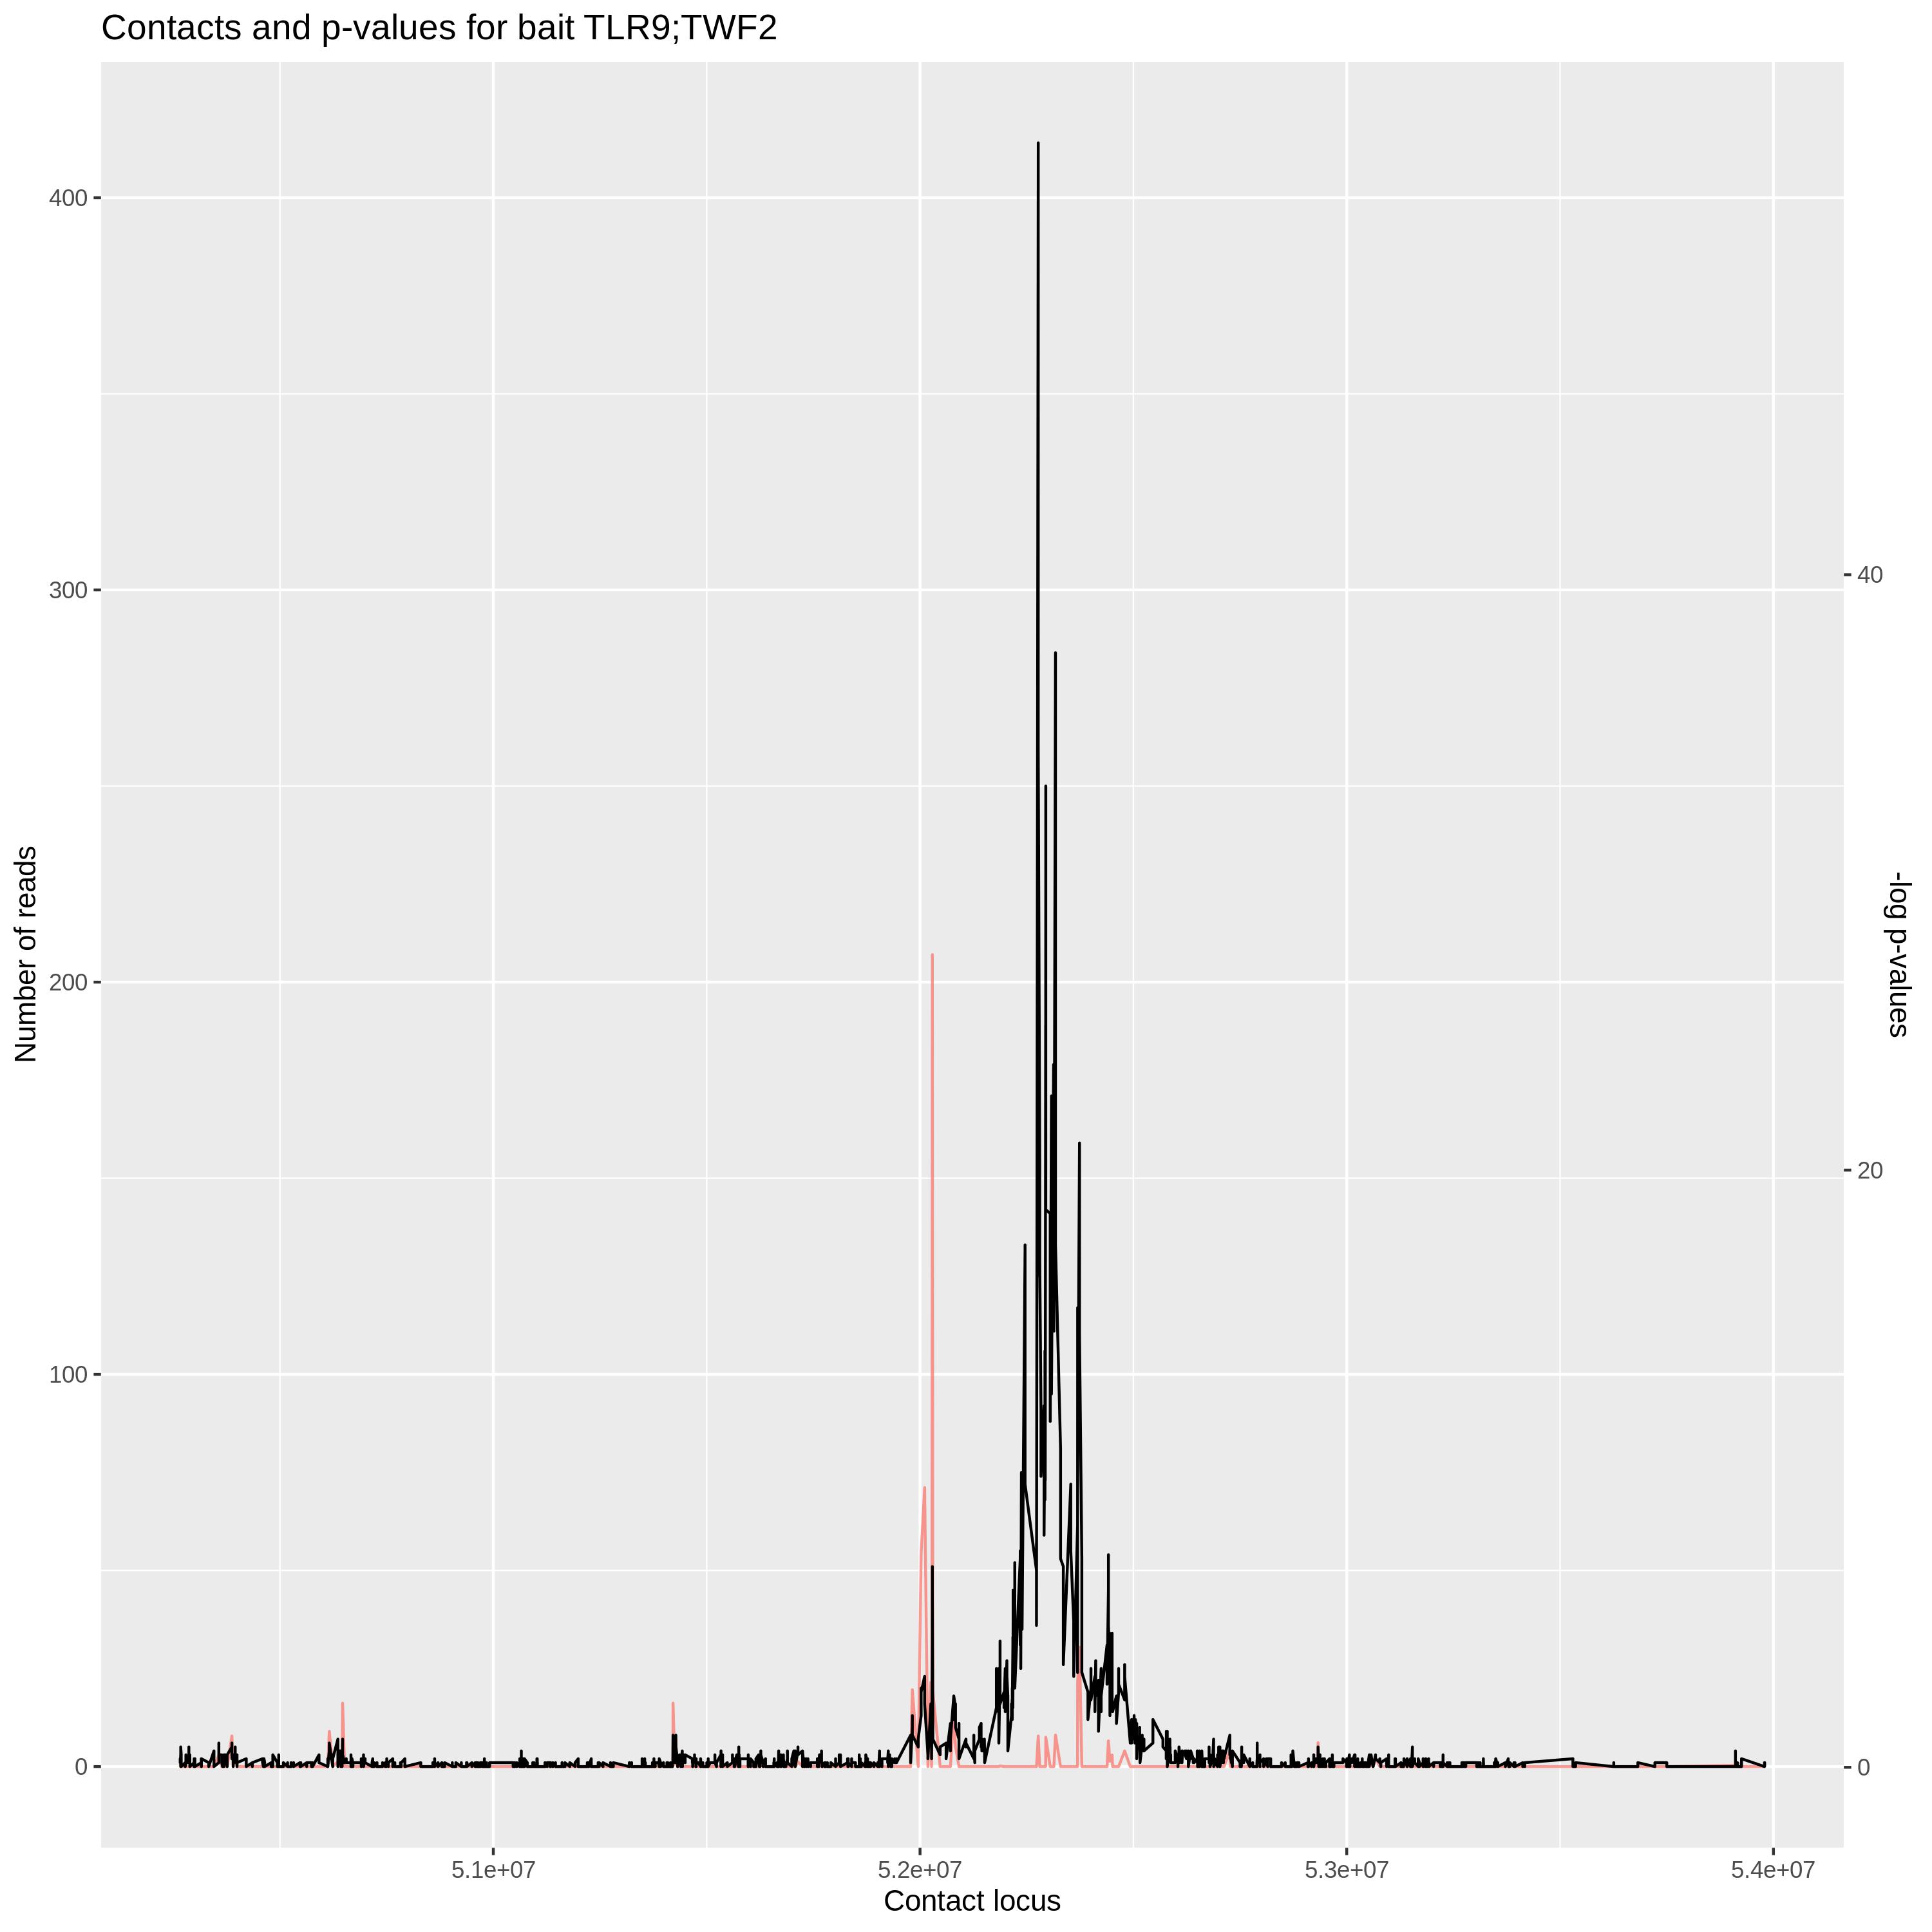 Contacts and p-values for bait TLR9;TWF2
400
300
200
100
0
Number of reads
40
20
0
-log p-values
5.1e+07
5.2e+07
5.3e+07
5.4e+07
Contact locus